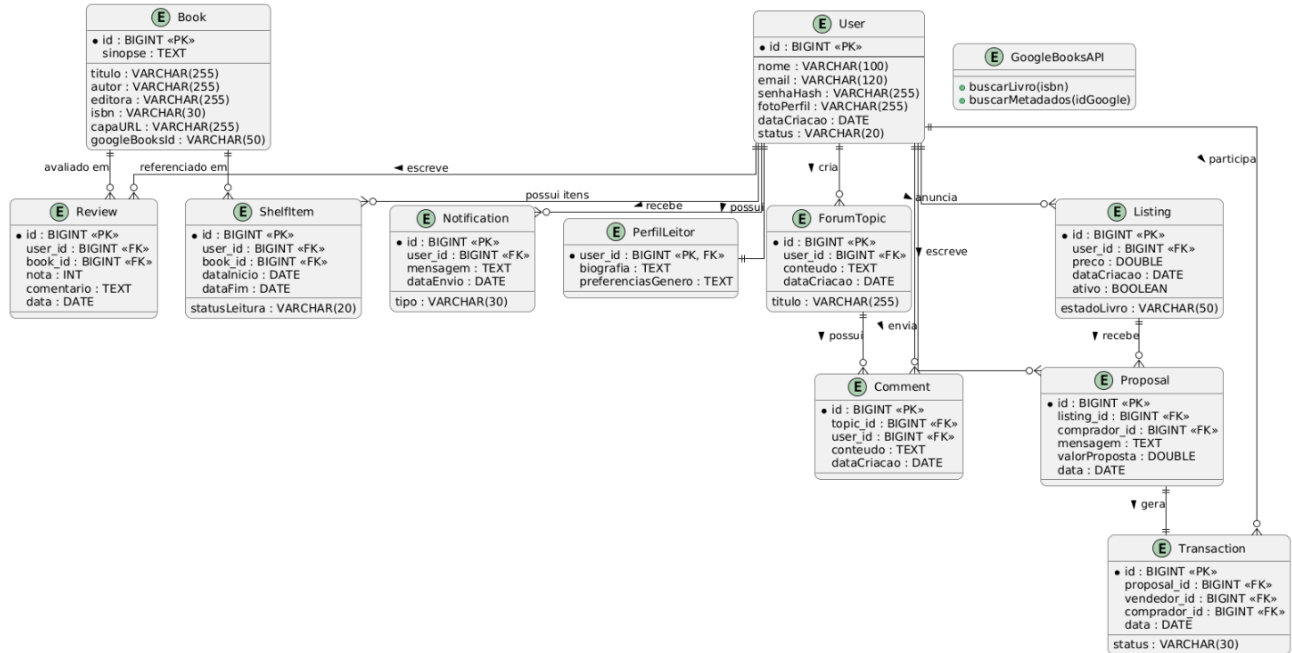 E Book
id : BIGINT «PK»
sinopse : TEXT
titulo : VARCHAR(255)
autor : VARCHAR(255)
editora : VARCHAR(255)
isbn : VARCHAR(30)
capaURL : VARCHAR(255)
googleBooksId : VARCHAR(50)
E User
id : BIGINT «PK»
nome : VARCHAR(100)
email : VARCHAR(120)
senhaHash : VARCHAR(255)
fotoPerfil : VARCHAR(255)
dataCriacao : DATE
status : VARCHAR(20)
E GoogleBooksAPI
buscarLivro(isbn)
buscarMetadados(idGoogle)
avaliado em
referenciado em
escreve
cria
participa
possui itens
recebe
possui
anuncia
E Review
id : BIGINT «PK»
user_id : BIGINT «FK»
book_id : BIGINT «FK»
nota : INT
comentario : TEXT
data : DATE
E ShelfItem
id : BIGINT «PK»
user_id : BIGINT «FK»
book_id : BIGINT «FK»
dataInicio : DATE
dataFim : DATE
statusLeitura : VARCHAR(20)
E Notification
id : BIGINT «PK»
user_id : BIGINT «FK»
mensagem : TEXT
dataEnvio : DATE
tipo : VARCHAR(30)
E PerfilLeitor
user_id : BIGINT «PK, FK»
biografia : TEXT
preferenciasGenero : TEXT
E ForumTopic
id : BIGINT «PK»
user_id : BIGINT «FK»
conteudo : TEXT
dataCriacao : DATE
titulo : VARCHAR(255)
escreve
E Listing
id : BIGINT «PK»
user_id : BIGINT «FK»
preco : DOUBLE
dataCriacao : DATE
ativo : BOOLEAN
estadoLivro : VARCHAR(50)
possui
envia
recebe
E Comment
id : BIGINT «PK»
topic_id : BIGINT «FK»
user_id : BIGINT «FK»
conteudo : TEXT
dataCriacao : DATE
E Proposal
id : BIGINT «PK»
listing_id : BIGINT «FK»
comprador_id : BIGINT «FK»
mensagem : TEXT
valorProposta : DOUBLE
data : DATE
gera
E Transaction
id : BIGINT «PK»
proposal_id : BIGINT «FK»
vendedor_id : BIGINT «FK»
comprador_id : BIGINT «FK»
data : DATE
status : VARCHAR(30)